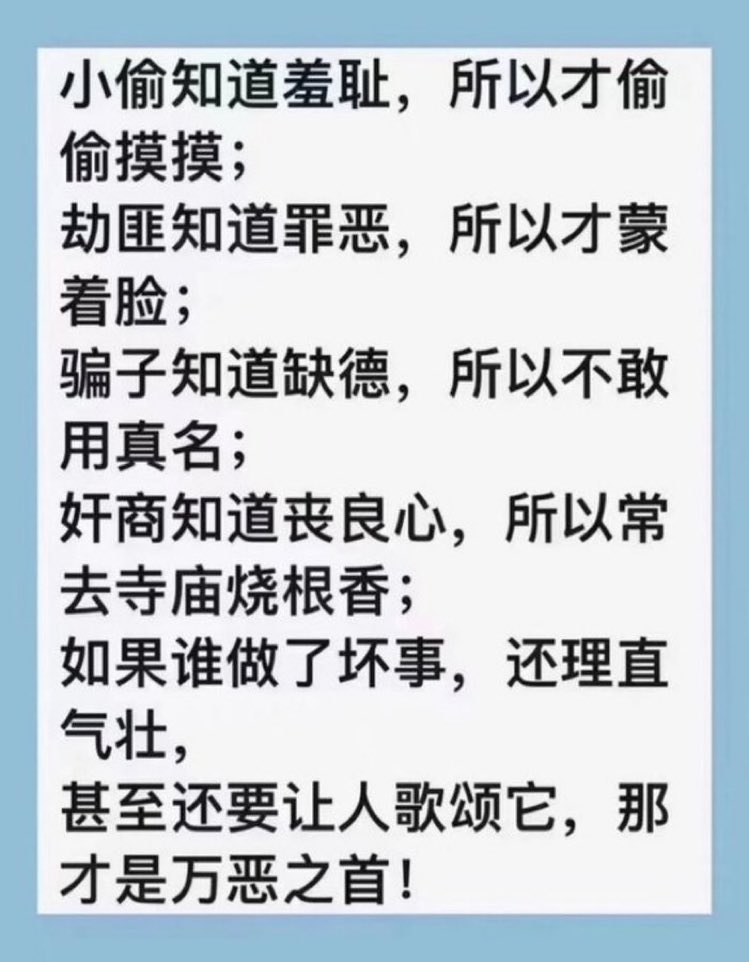 小偷知道羞耻，所以才偷
偷摸摸；
劫匪知道罪恶，所以才蒙
着脸；
骗子知道缺德，所以不敢
用真名；
奸商知道丧良心，所以常
去寺庙烧根香；
如果谁做了坏事，还理直
气壮，
甚至还要让人歌颂它，那
才是万恶之首！